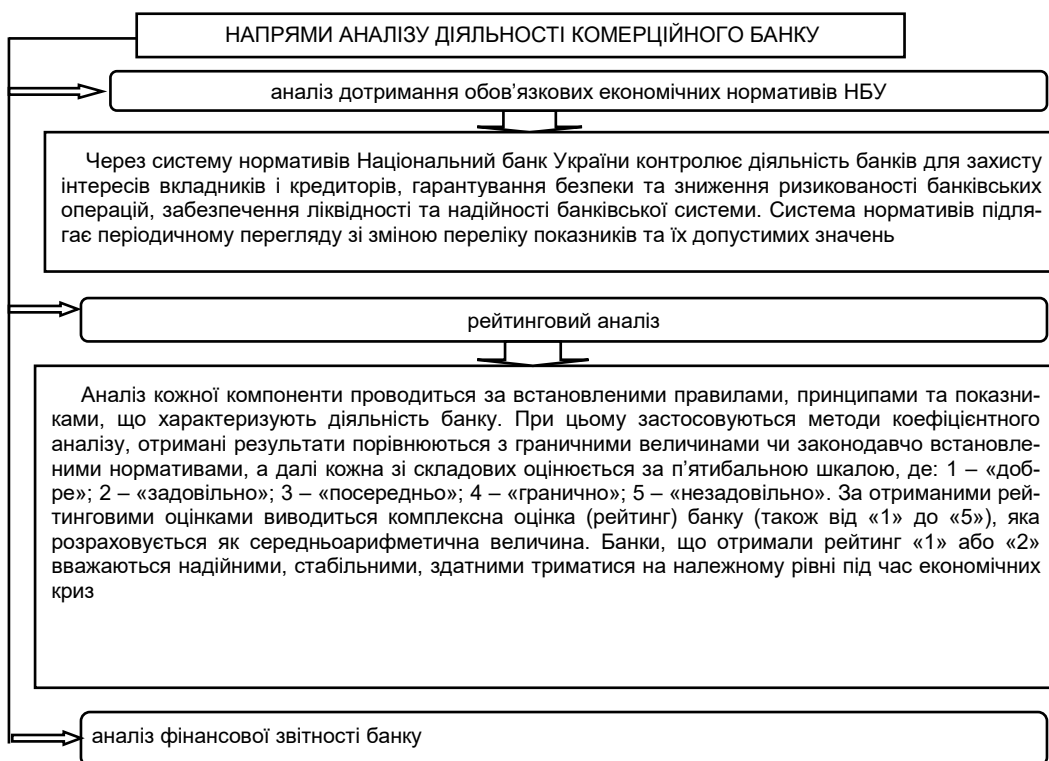 НАПРЯМИ АНАЛІЗУ ДІЯЛЬНОСТІ КОМЕРЦІЙНОГО БАНКУ
аналіз дотримання обов’язкових економічних нормативів НБУ
Через систему нормативів Національний банк України контролює діяльність банків для захисту
інтересів вкладників і кредиторів, гарантування безпеки та зниження ризикованості банківських
операцій, забезпечення ліквідності та надійності банківської системи. Система нормативів підля-
гає періодичному перегляду зі зміною переліку показників та їх допустимих значень
рейтинговий аналіз
Аналіз кожної компоненти проводиться за встановленими правилами, принципами та показни-
ками, що характеризують діяльність банку. При цьому застосовуються методи коефіцієнтного
аналізу, отримані результати порівнюються з граничними величинами чи законодавчо встановле-
ними нормативами, а далі кожна зі складових оцінюється за п’ятибальною шкалою, де: 1 – «доб-
ре»; 2 – «задовільно»; 3 – «посередньо»; 4 – «гранично»; 5 – «незадовільно». За отриманими рей-
тинговими оцінками виводиться комплексна оцінка (рейтинг) банку (також від «1» до «5»), яка
розраховується як середньоарифметична величина. Банки, що отримали рейтинг «1» або «2»
вважаються надійними, стабільними, здатними триматися на належному рівні під час економічних
криз
аналіз фінансової звітності банку